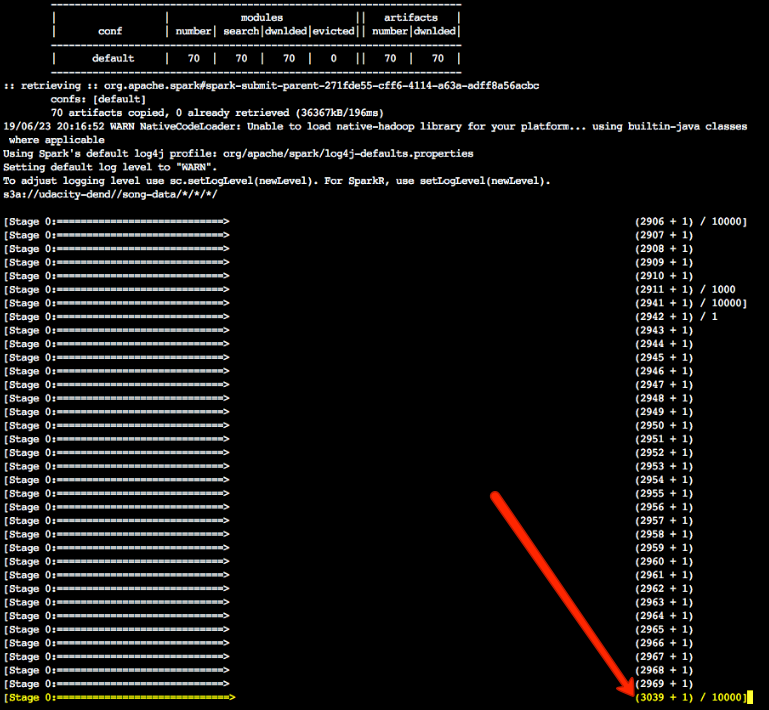 ---------------------------------------------------------------------
|                  |            modules            ||   artifacts   |
|       conf       | number| search|dwnlded|evicted|| number|dwnlded|
---------------------------------------------------------------------
|      default     |   70  |   70  |   70  |   0   ||   70  |   70  |
---------------------------------------------------------------------
:: retrieving :: org.apache.spark#spark-submit-parent-271fde55-cff6-4114-a63a-adff8a56acbc
confs: [default]
70 artifacts copied, 0 already retrieved (36367kB/196ms)
19/06/23 20:16:52 WARN NativeCodeLoader: Unable to load native-hadoop library for your platform... using builtin-java classes
where applicable
Using Spark's default log4j profile: org/apache/spark/log4j-defaults.properties
Setting default log level to "WARN".
To adjust logging level use sc.setLogLevel(newLevel). For SparkR, use setLogLevel(newLevel).
s3a://udacity-dend//song-data/*/*/*/
[Stage 0:============================> (2906 + 1) / 10000]
[Stage 0:============================> (2907 + 1)
[Stage 0:============================> (2908 + 1)
[Stage 0:============================> (2909 + 1)
[Stage 0:============================> (2910 + 1)
[Stage 0:============================> (2911 + 1) / 1000
[Stage 0:============================> (2941 + 1) / 10000]
[Stage 0:============================> (2942 + 1) / 1
[Stage 0:============================> (2943 + 1)
[Stage 0:============================> (2944 + 1)
[Stage 0:============================> (2945 + 1)
[Stage 0:============================> (2946 + 1)
[Stage 0:============================> (2947 + 1)
[Stage 0:============================> (2948 + 1)
[Stage 0:============================> (2949 + 1)
[Stage 0:============================> (2950 + 1)
[Stage 0:============================> (2951 + 1)
[Stage 0:============================> (2952 + 1)
[Stage 0:============================> (2953 + 1)
[Stage 0:============================> (2954 + 1)
[Stage 0:============================> (2955 + 1)
[Stage 0:============================> (2956 + 1)
[Stage 0:============================> (2957 + 1)
[Stage 0:============================> (2958 + 1)
[Stage 0:============================> (2959 + 1)
[Stage 0:============================> (2960 + 1)
[Stage 0:============================> (2961 + 1)
[Stage 0:============================> (2962 + 1)
[Stage 0:============================> (2963 + 1)
[Stage 0:============================> (2964 + 1)
[Stage 0:============================> (2965 + 1)
[Stage 0:============================> (2966 + 1)
[Stage 0:============================> (2967 + 1)
[Stage 0:============================> (2968 + 1)
[Stage 0:============================> (2969 + 1)
[Stage 0:=============================> (3039 + 1) / 10000]